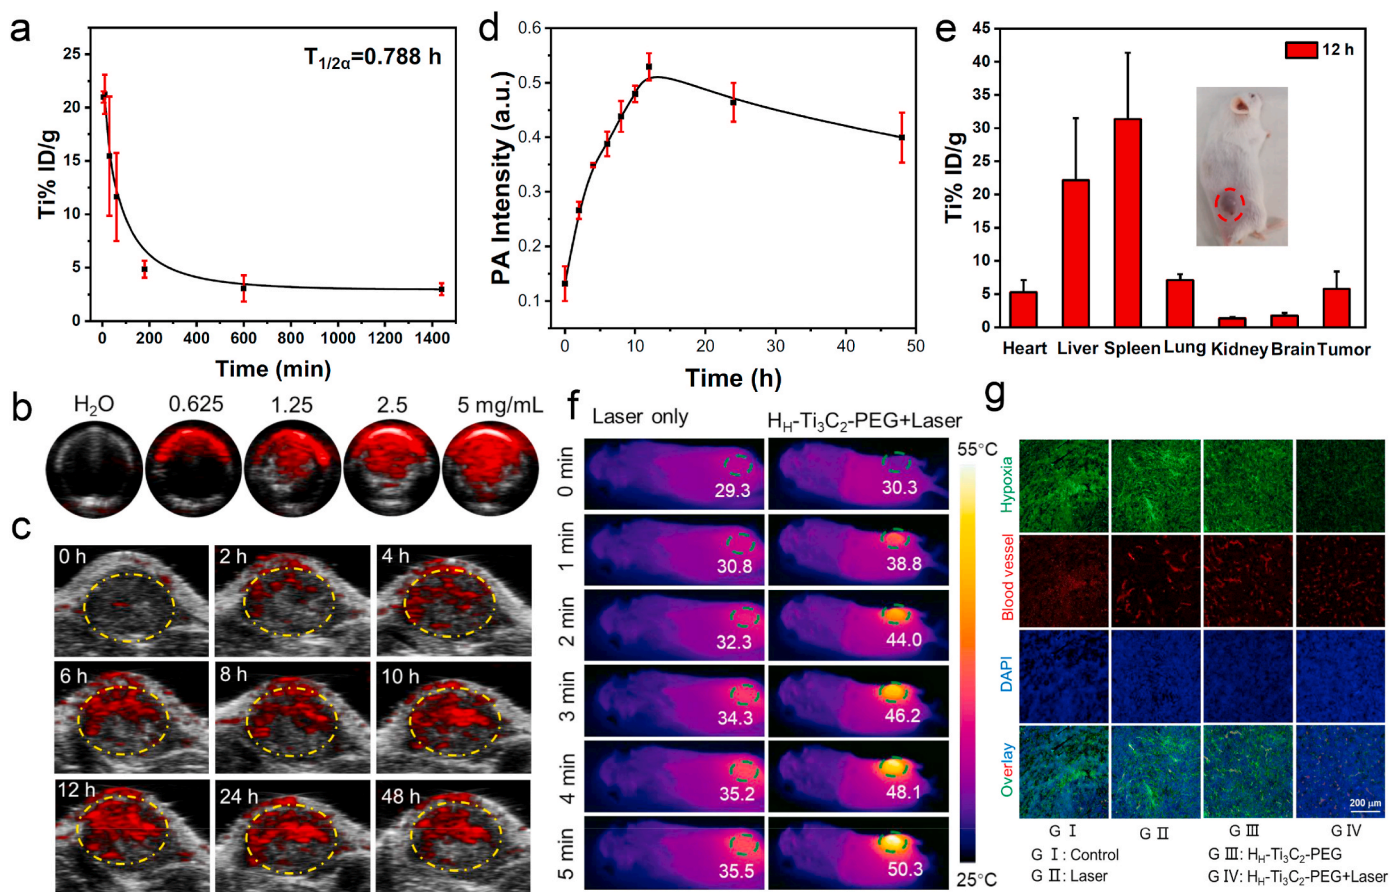 a
T1/2α=0.788 h
Ti% ID/g
25
20
15
10
5
0
0 200 400 600 800 1000 1200 1400
Time (min)
d
PA Intensity (a.u.)
0.6
0.5
0.4
0.3
0.2
0.1
0 10 20 30 40 50
Time (h)
e
12 h
Ti% ID/g
45
40
35
30
25
20
15
10
5
0
Heart Liver Spleen Lung Kidney Brain Tumor
b
H2O 0.625 1.25 2.5 5 mg/mL
c
0 h 2 h 4 h
6 h 8 h 10 h
12 h 24 h 48 h
f
Laser only HH-Ti3C2-PEG+Laser
0 min 29.3 30.3
1 min 30.8 38.8
2 min 32.3 44.0
3 min 34.3 46.2
4 min 35.2 48.1
5 min 35.5 50.3
55°C
25°C
g
Hypoxia
Blood vessel
DAPI
Overlay
200 μm
G Ⅰ G Ⅱ G Ⅲ G Ⅳ
G Ⅰ: Control G Ⅲ: HH-Ti3C2-PEG
G Ⅱ: Laser G Ⅳ: HH-Ti3C2-PEG+Laser